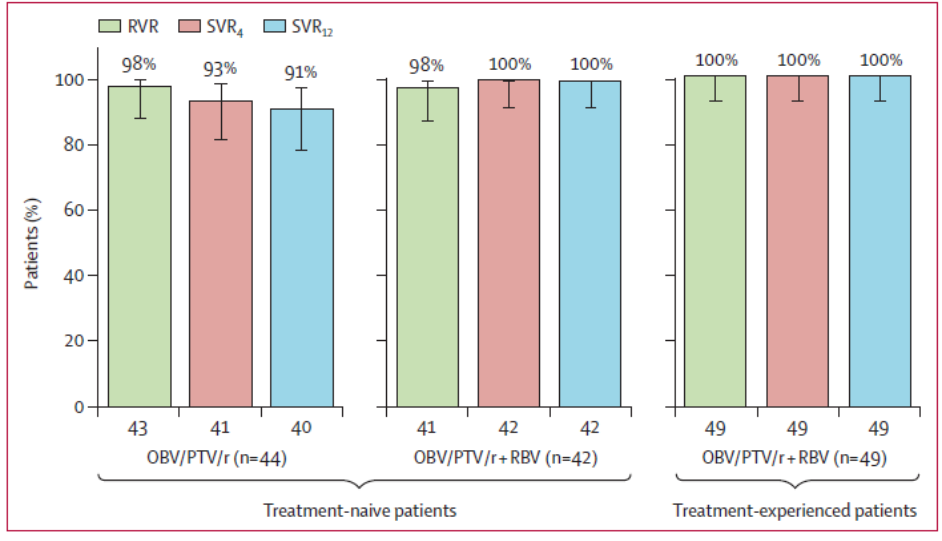 RVR SVR₄ SVR₁₂
98% 93% 91% 98% 100% 100% 100% 100% 100%
100
80
60
40
20
0
Patients (%)
43 41 40 41 42 42 49 49 49
OBV/PTV/r (n=44) OBV/PTV/r+RBV (n=42) OBV/PTV/r+RBV (n=49)
Treatment-naive patients Treatment-experienced patients